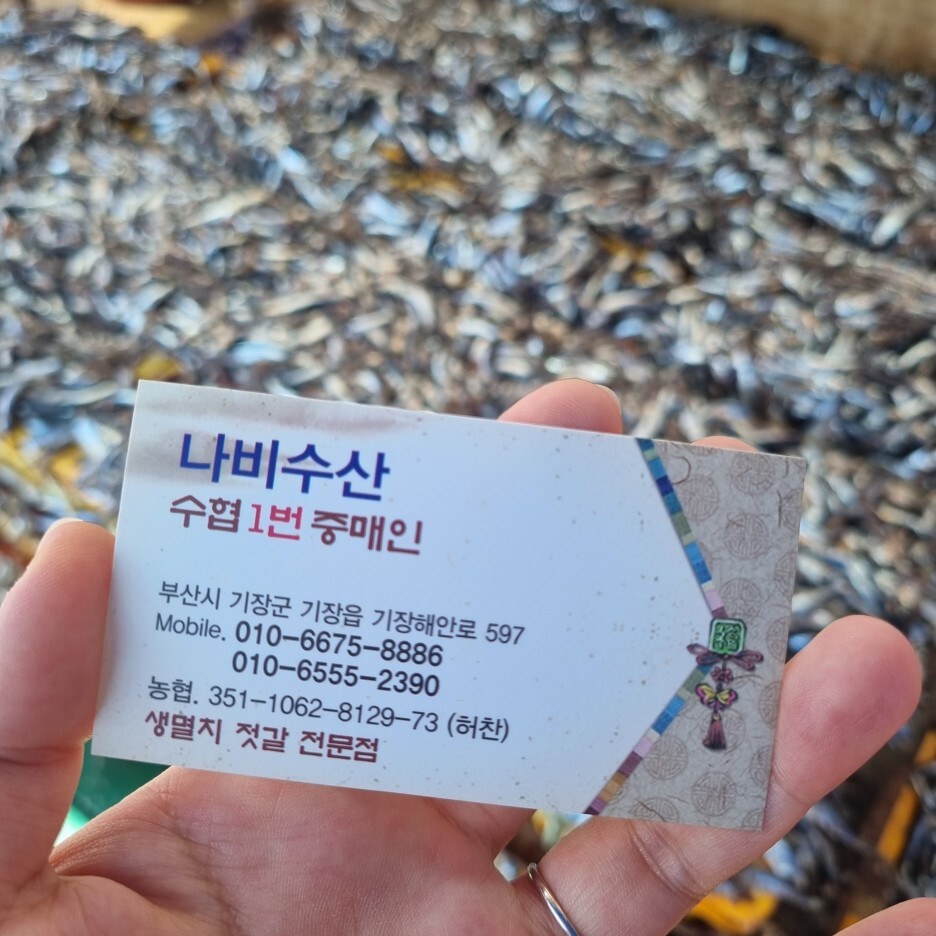 나비수산
수협 1번 중매인
부산시 기장군 기장읍 기장해안로 597
Mobile. 010-6675-8886
010-6555-2390
농협. 351-1062-8129-73 (허찬)
생멸치 젓갈 전문점